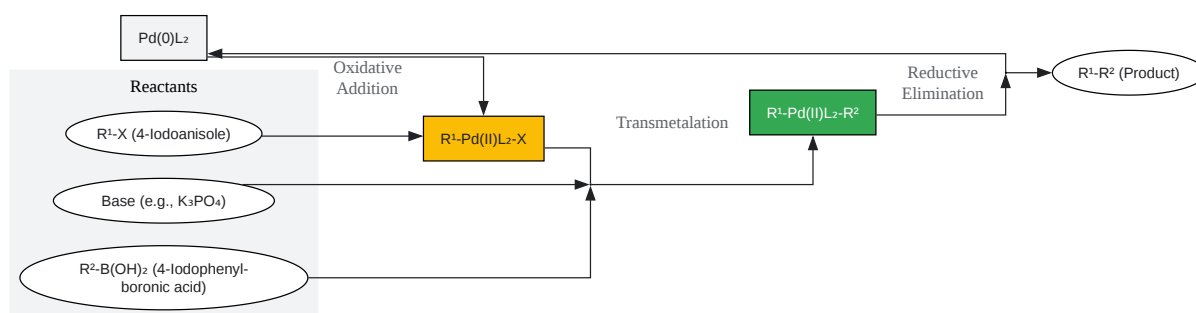 Pd(0)L₂
Oxidative
Addition
Reactants
R¹-X (4-Iodoanisole)
R¹-Pd(II)L₂-X
Base (e.g., K₃PO₄)
R²-B(OH)₂ (4-Iodophenyl-
boronic acid)
Transmetalation
R¹-Pd(II)L₂-R²
Reductive
Elimination
R¹-R² (Product)